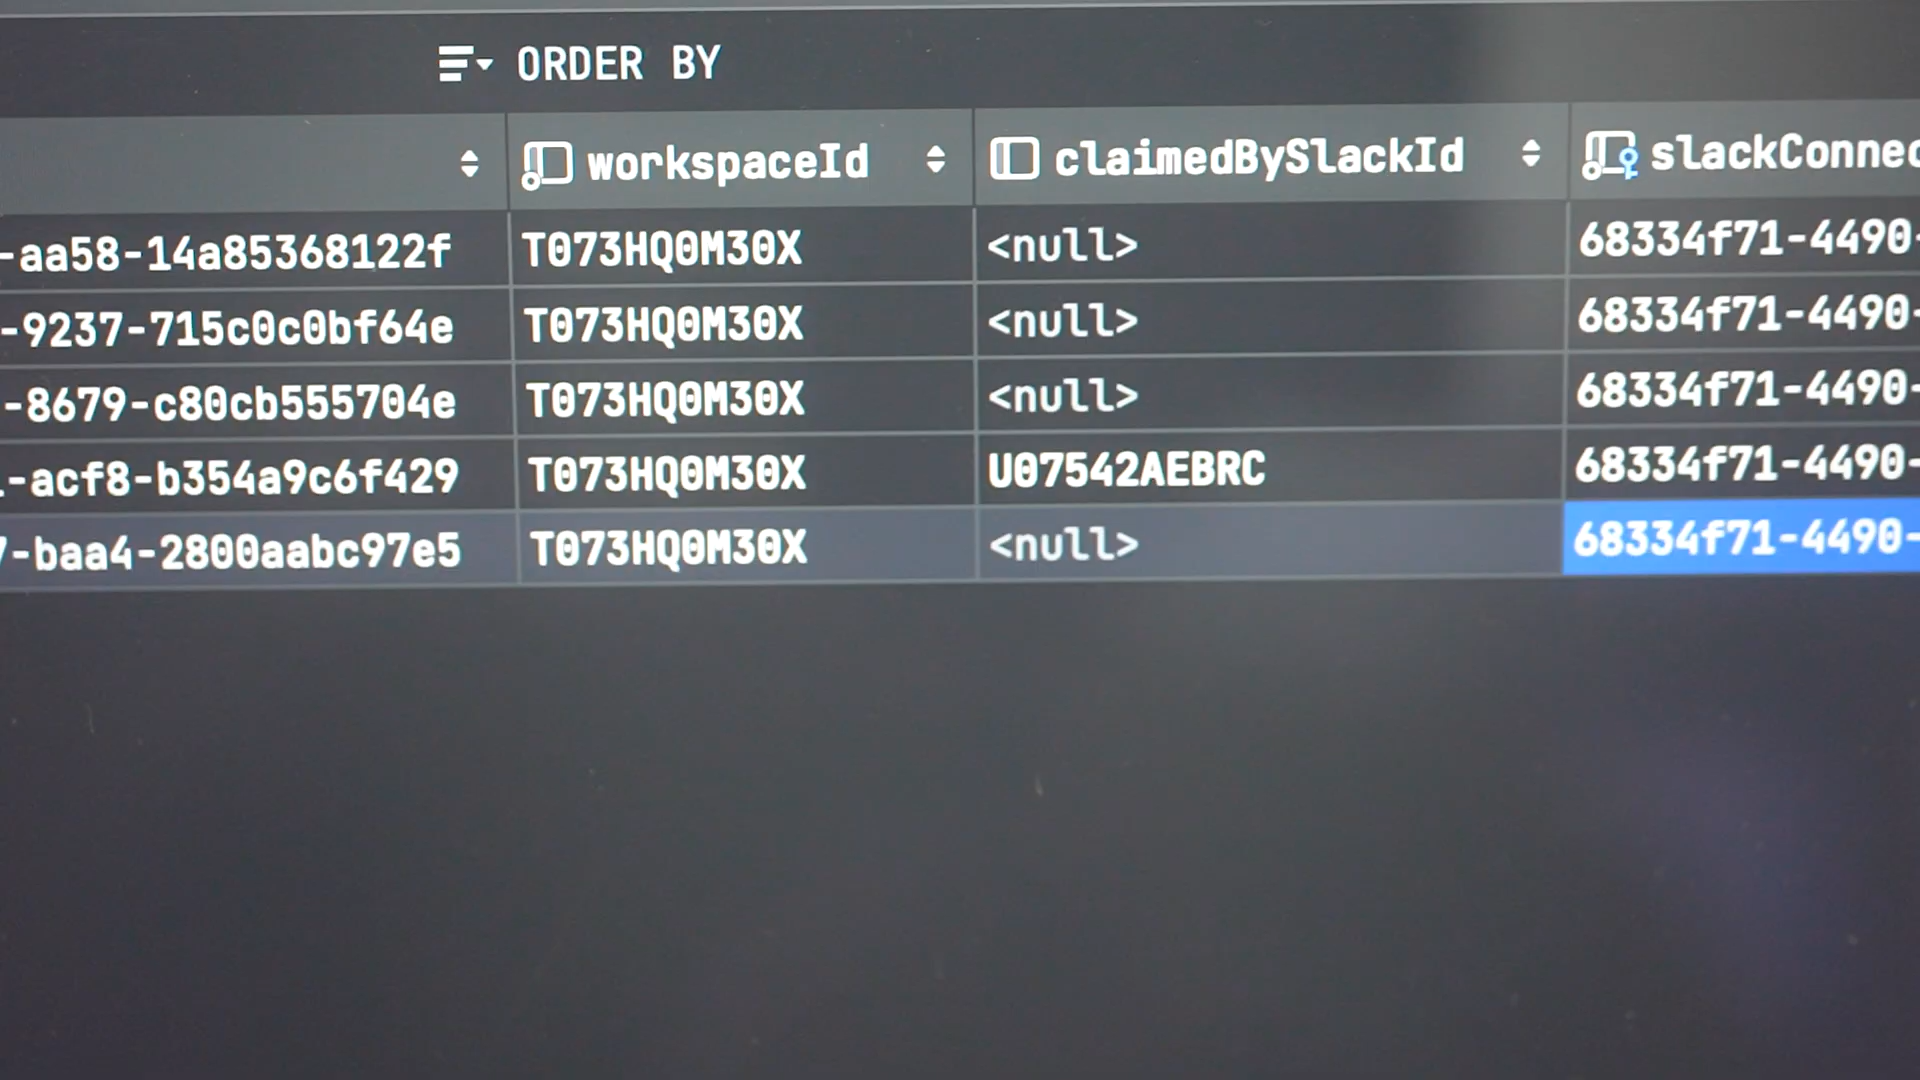 ORDER BY
workspaceId claimedBySlackId slackConnec
-aa58-14a85368122f T073HQ0M30X <null> 68334f71-4490-
-9237-715c0c0bf64e T073HQ0M30X <null> 68334f71-4490-
-8679-c80cb555704e T073HQ0M30X <null> 68334f71-4490-
-acf8-b354a9c6f429 T073HQ0M30X U07542AEBRC 68334f71-4490-
7-baa4-2800aabc97e5 T073HQ0M30X <null> 68334f71-4490-